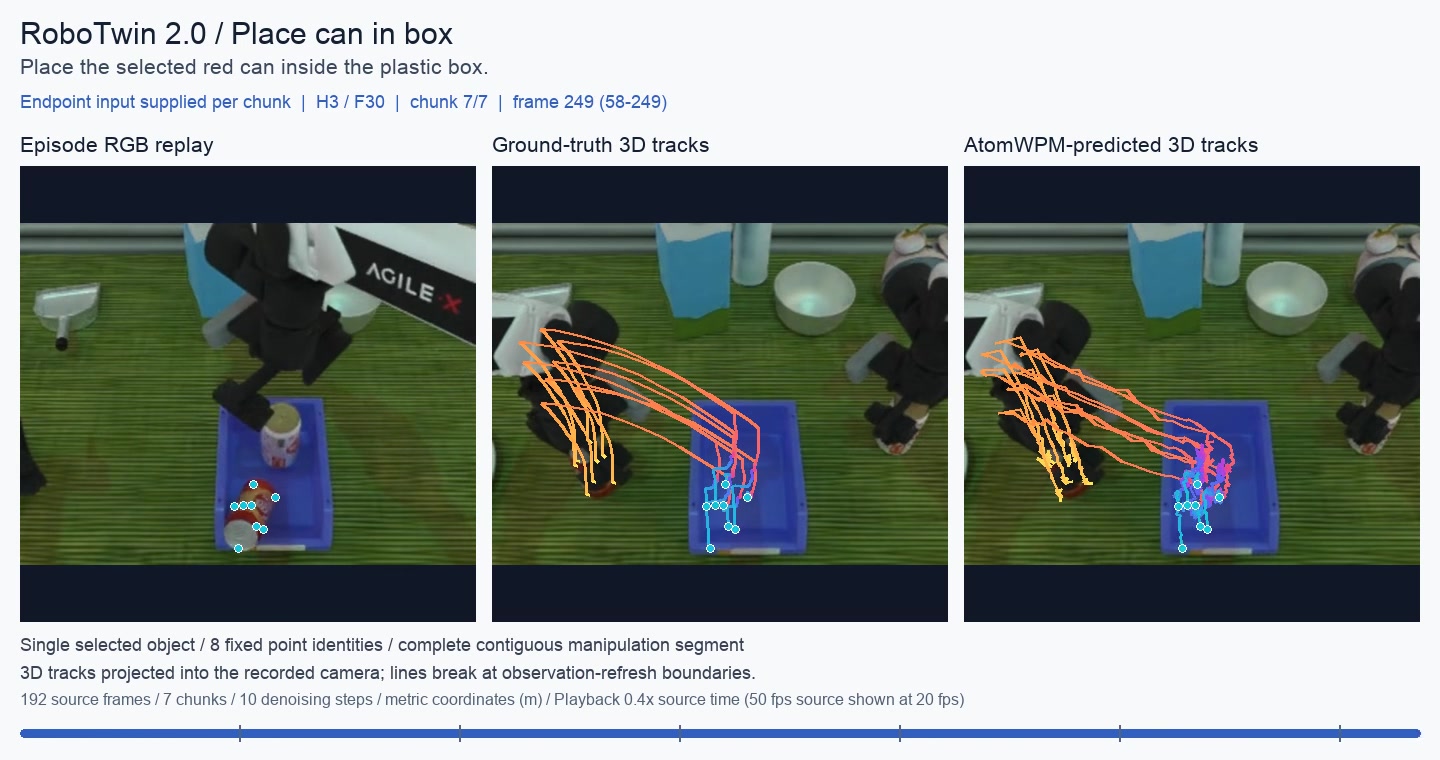 RoboTwin 2.0 / Place can in box
Place the selected red can inside the plastic box.
Endpoint input supplied per chunk | H3 / F30 | chunk 7/7 | frame 249 (58-249)
Episode RGB replay
Ground-truth 3D tracks
AtomWPM-predicted 3D tracks
AGILE X
Single selected object / 8 fixed point identities / complete contiguous manipulation segment
3D tracks projected into the recorded camera; lines break at observation-refresh boundaries.
192 source frames / 7 chunks / 10 denoising steps / metric coordinates (m) / Playback 0.4x source time (50 fps source shown at 20 fps)